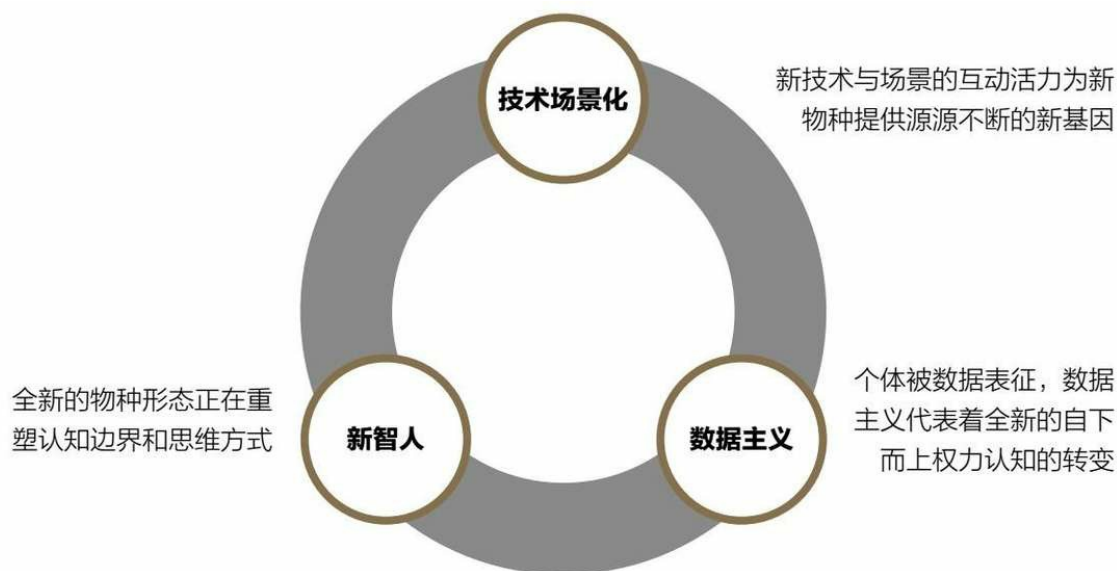 技术场景化
新技术与场景的互动活力为新
物种提供源源不断的新基因
全新的物种形态正在重
塑认知边界和思维方式
新智人
数据主义
个体被数据表征，数据
主义代表着全新的自下
而上权力认知的转变